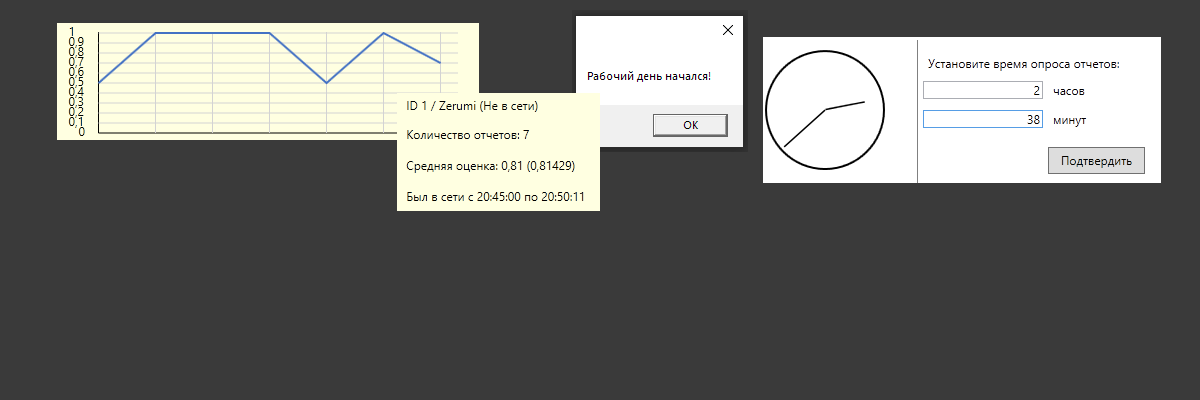 1
0,9
0,8
0,7
0,6
0,5
0,4
0,3
0,2
0,1
0
ID 1 / Zerumi (Не в сети)
Количество отчетов: 7
Средняя оценка: 0,81 (0,81429)
Был в сети с 20:45:00 по 20:50:11
Рабочий день начался!
OK
Установите время опроса отчетов:
2 часов
38 минут
Подтвердить